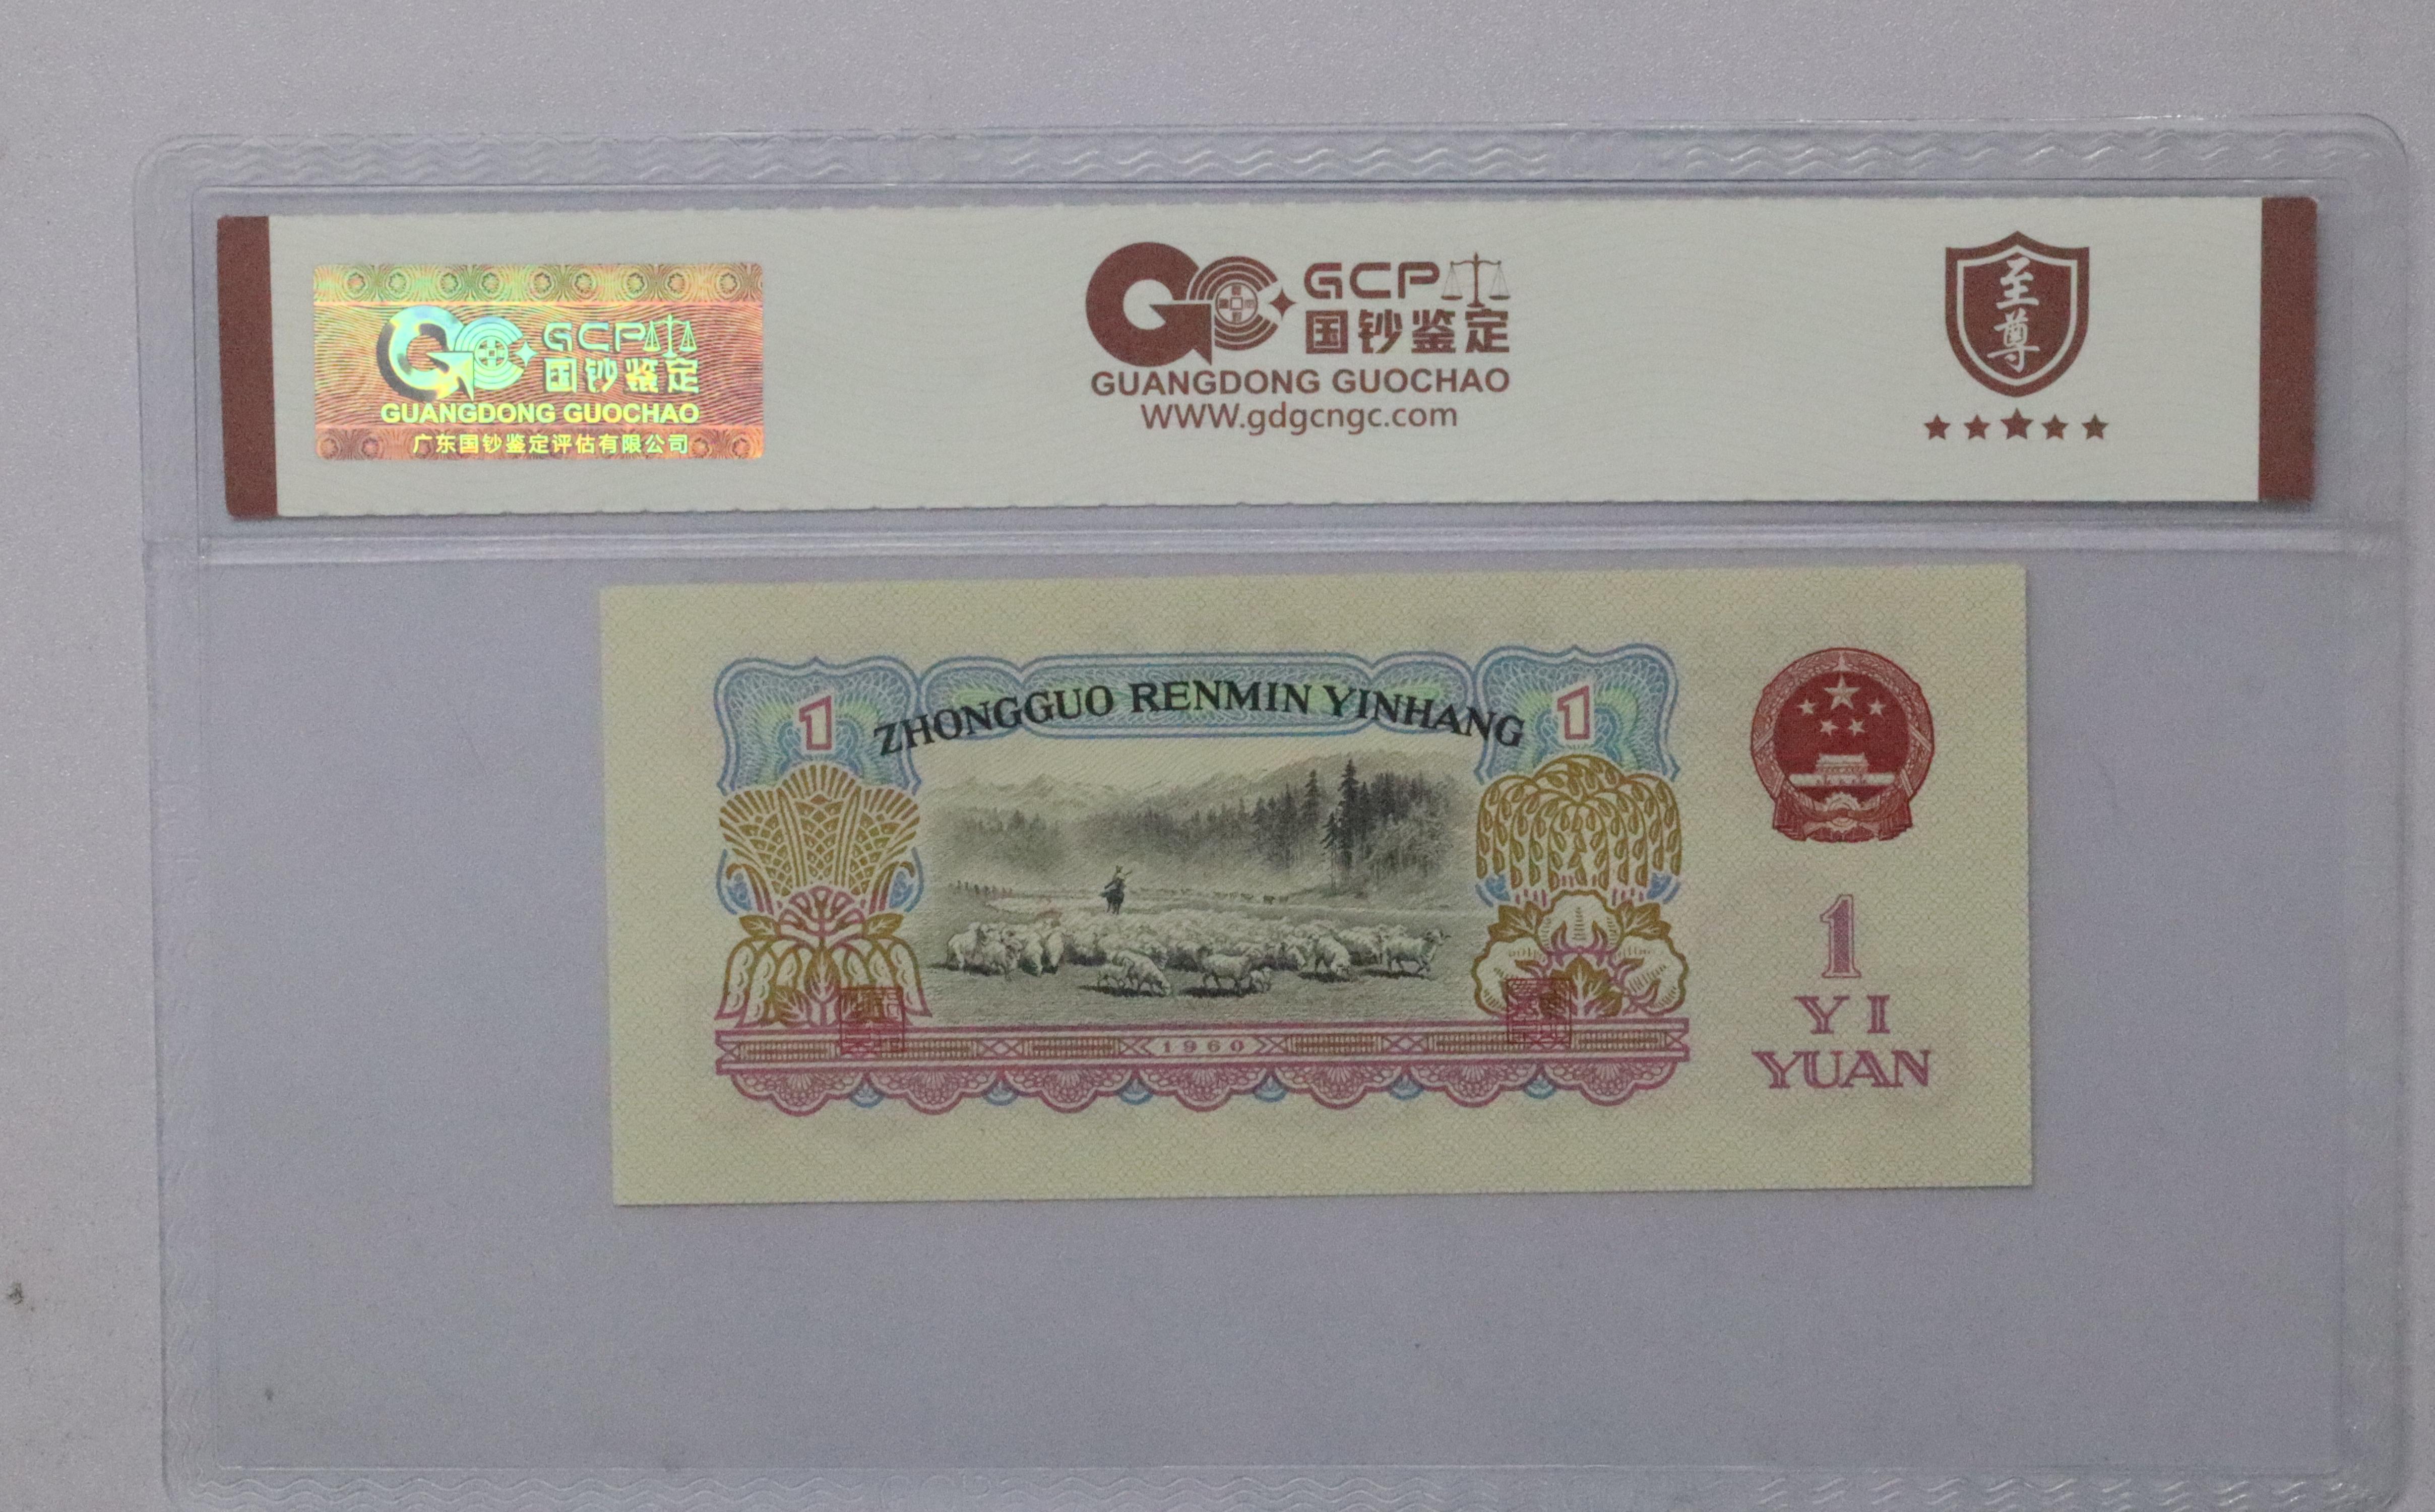 GCP
国钞鉴定
GUANGDONG GUOCHAO
广东国钞鉴定评估有限公司
GCP
国钞鉴定
GUANGDONG GUOCHAO
WWW.gdgcngc.com
至尊
1 ZHONGGUO RENMIN YINHANG 1
1960
1
YI
YUAN